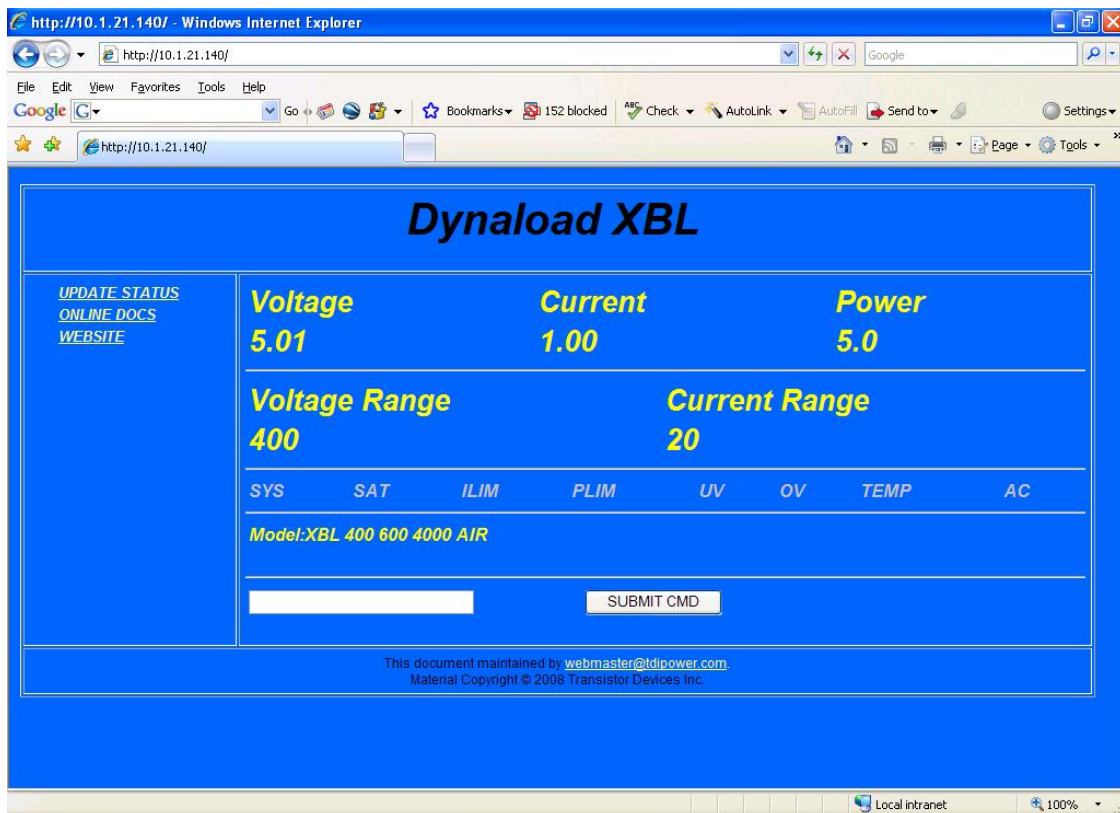 http://10.1.21.140/ - Windows Internet Explorer
http://10.1.21.140/
Google
File Edit View Favorites Tools Help
Google G Go Bookmarks 152 blocked ABC Check AutoLink AutoFill Send to Settings
http://10.1.21.140/ Page Tools »
Dynaload XBL
UPDATE STATUS
ONLINE DOCS
WEBSITE
Voltage Current Power
5.01 1.00 5.0
Voltage Range Current Range
400 20
SYS SAT ILIM PLIM UV OV TEMP AC
Model:XBL 400 600 4000 AIR
SUBMIT CMD
This document maintained by webmaster@tdipower.com.
Material Copyright © 2008 Transistor Devices Inc.
Local intranet 100%